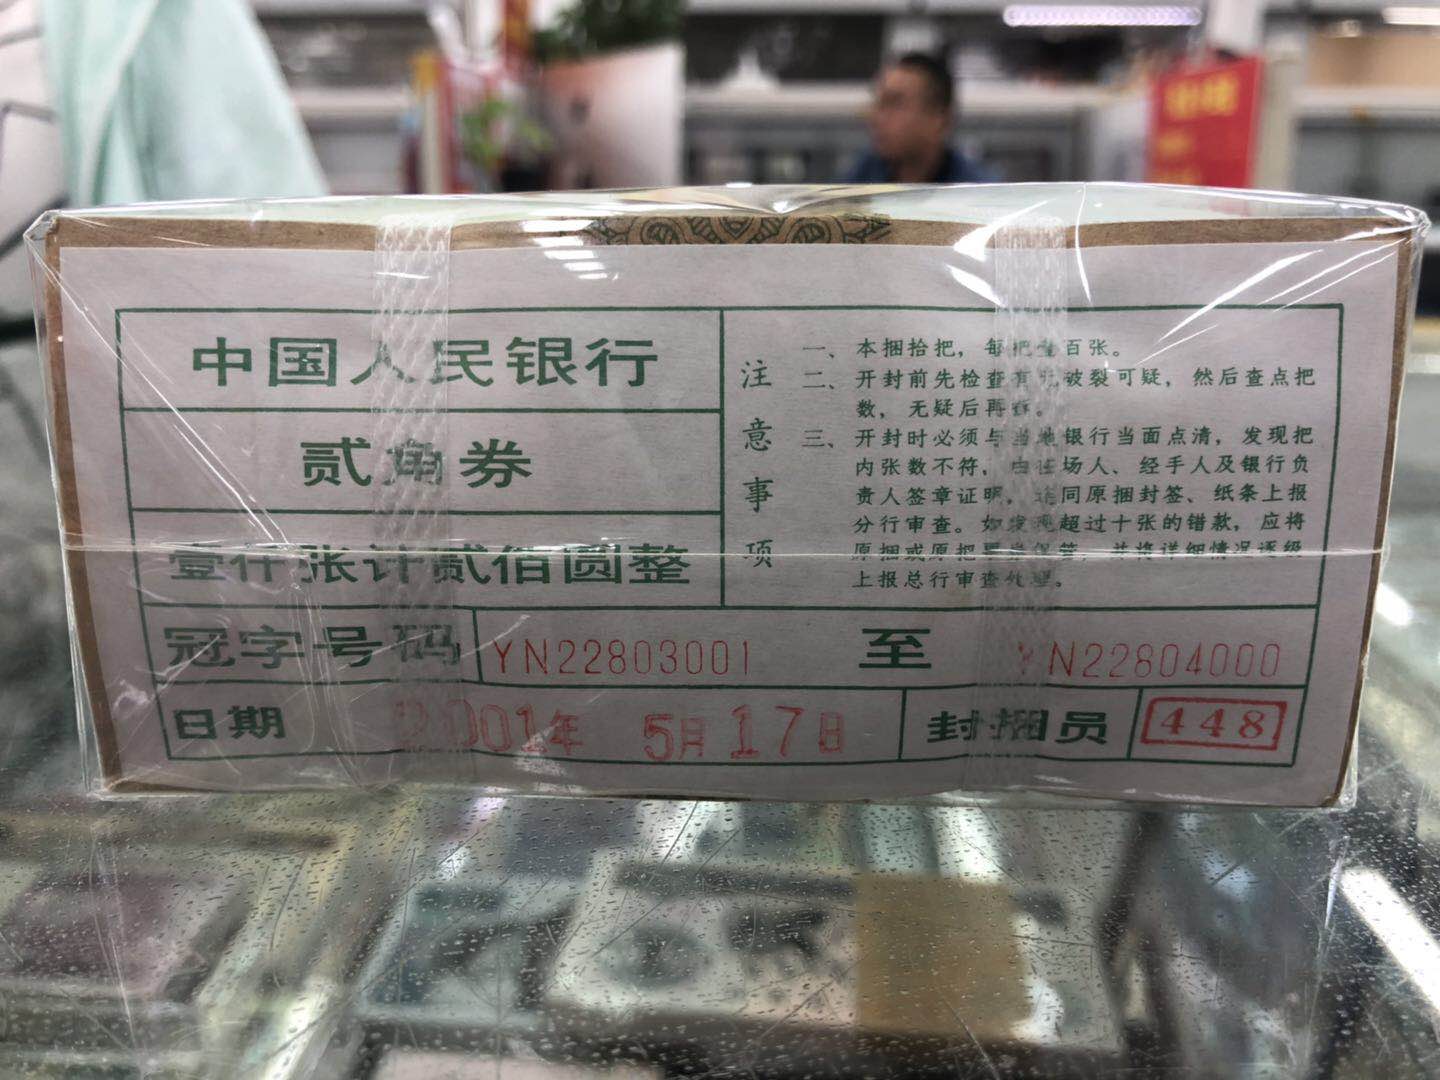 中国人民银行
贰角券
壹仟张计贰佰圆整
注意事项
一、本捆拾把，每把壹百张。
二、开封前先检查有无破裂可疑，然后查点把
数，无疑后再拆。
三、开封时必须与当地银行当面点清，发现把
内张数不符，由在场人、经手人及银行负
责人签章证明，连同原捆封签、纸条上报
分行审查。如发现超过十张的错款，应将
原捆或原把妥为保管，并将详细情况逐级
上报总行审查处理。
冠字号码 YN22803001 至 YN22804000
日期 2001年 5月17日 封捆员 448